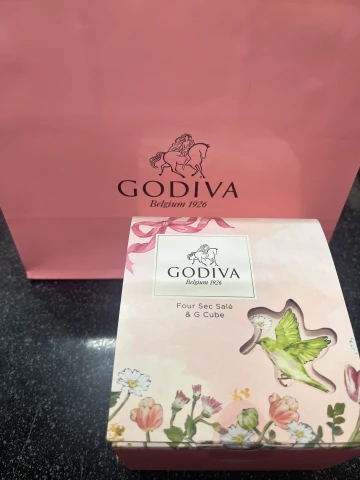 GODIVA
Belgium 1926
GODIVA
Belgium 1926
Four Sec Salé
& G Cube